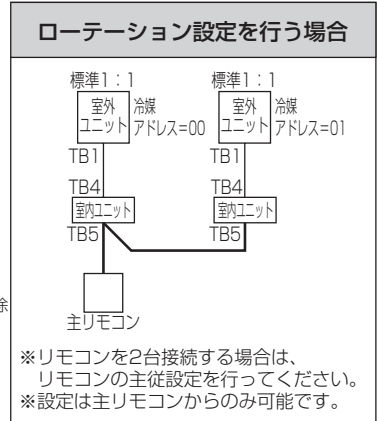 ローテーション設定を行う場合
標準1：1
標準1：1
室外
ユニット
冷媒
アドレス=00
室外
ユニット
冷媒
アドレス=01
TB1
TB1
TB4
TB4
室内ユニット
室内ユニット
TB5
TB5
除
主リモコン
※リモコンを2台接続する場合は、
リモコンの主従設定を行ってください。
※設定は主リモコンからのみ可能です。